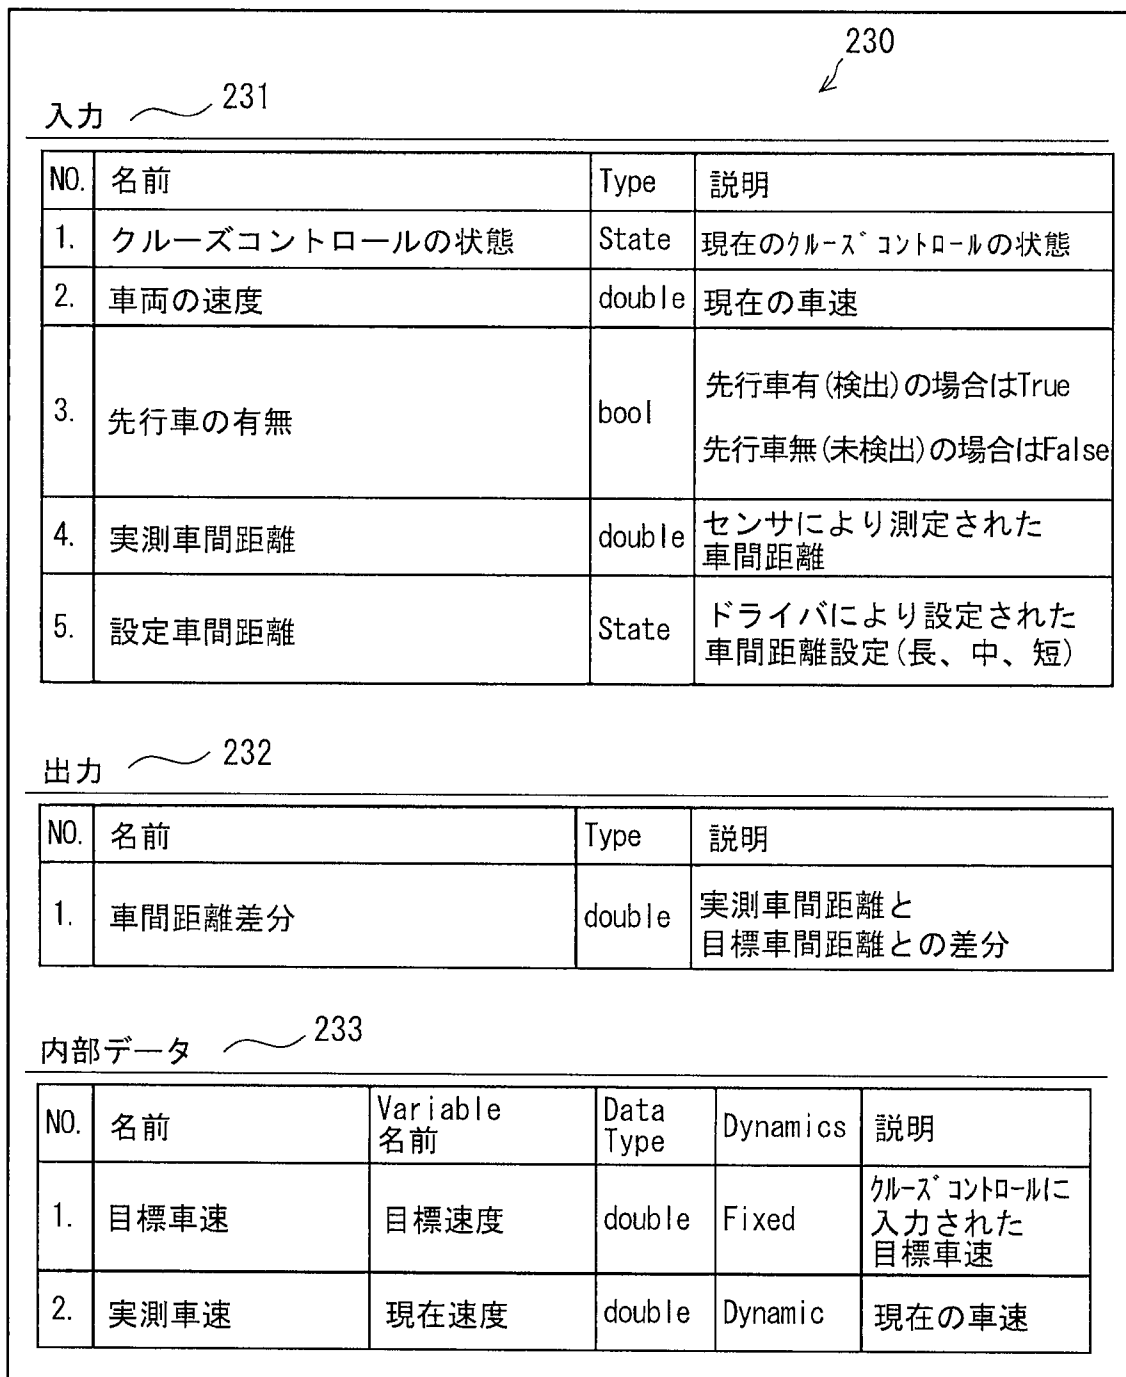 230
入力 231
NO. 名前 Type 説明
1. クルーズコントロールの状態 State 現在のｸﾙｰｽﾞｺﾝﾄﾛｰﾙの状態
2. 車両の速度 double 現在の車速
3. 先行車の有無 bool 先行車有(検出)の場合はTrue
先行車無(未検出)の場合はFalse
4. 実測車間距離 double センサにより測定された
車間距離
5. 設定車間距離 State ドライバにより設定された
車間距離設定(長、中、短)
出力 232
NO. 名前 Type 説明
1. 車間距離差分 double 実測車間距離と
目標車間距離との差分
内部データ 233
NO. 名前 Variable
名前 Data
Type Dynamics 説明
1. 目標車速 目標速度 double Fixed ｸﾙｰｽﾞｺﾝﾄﾛｰﾙに
入力された
目標車速
2. 実測車速 現在速度 double Dynamic 現在の車速